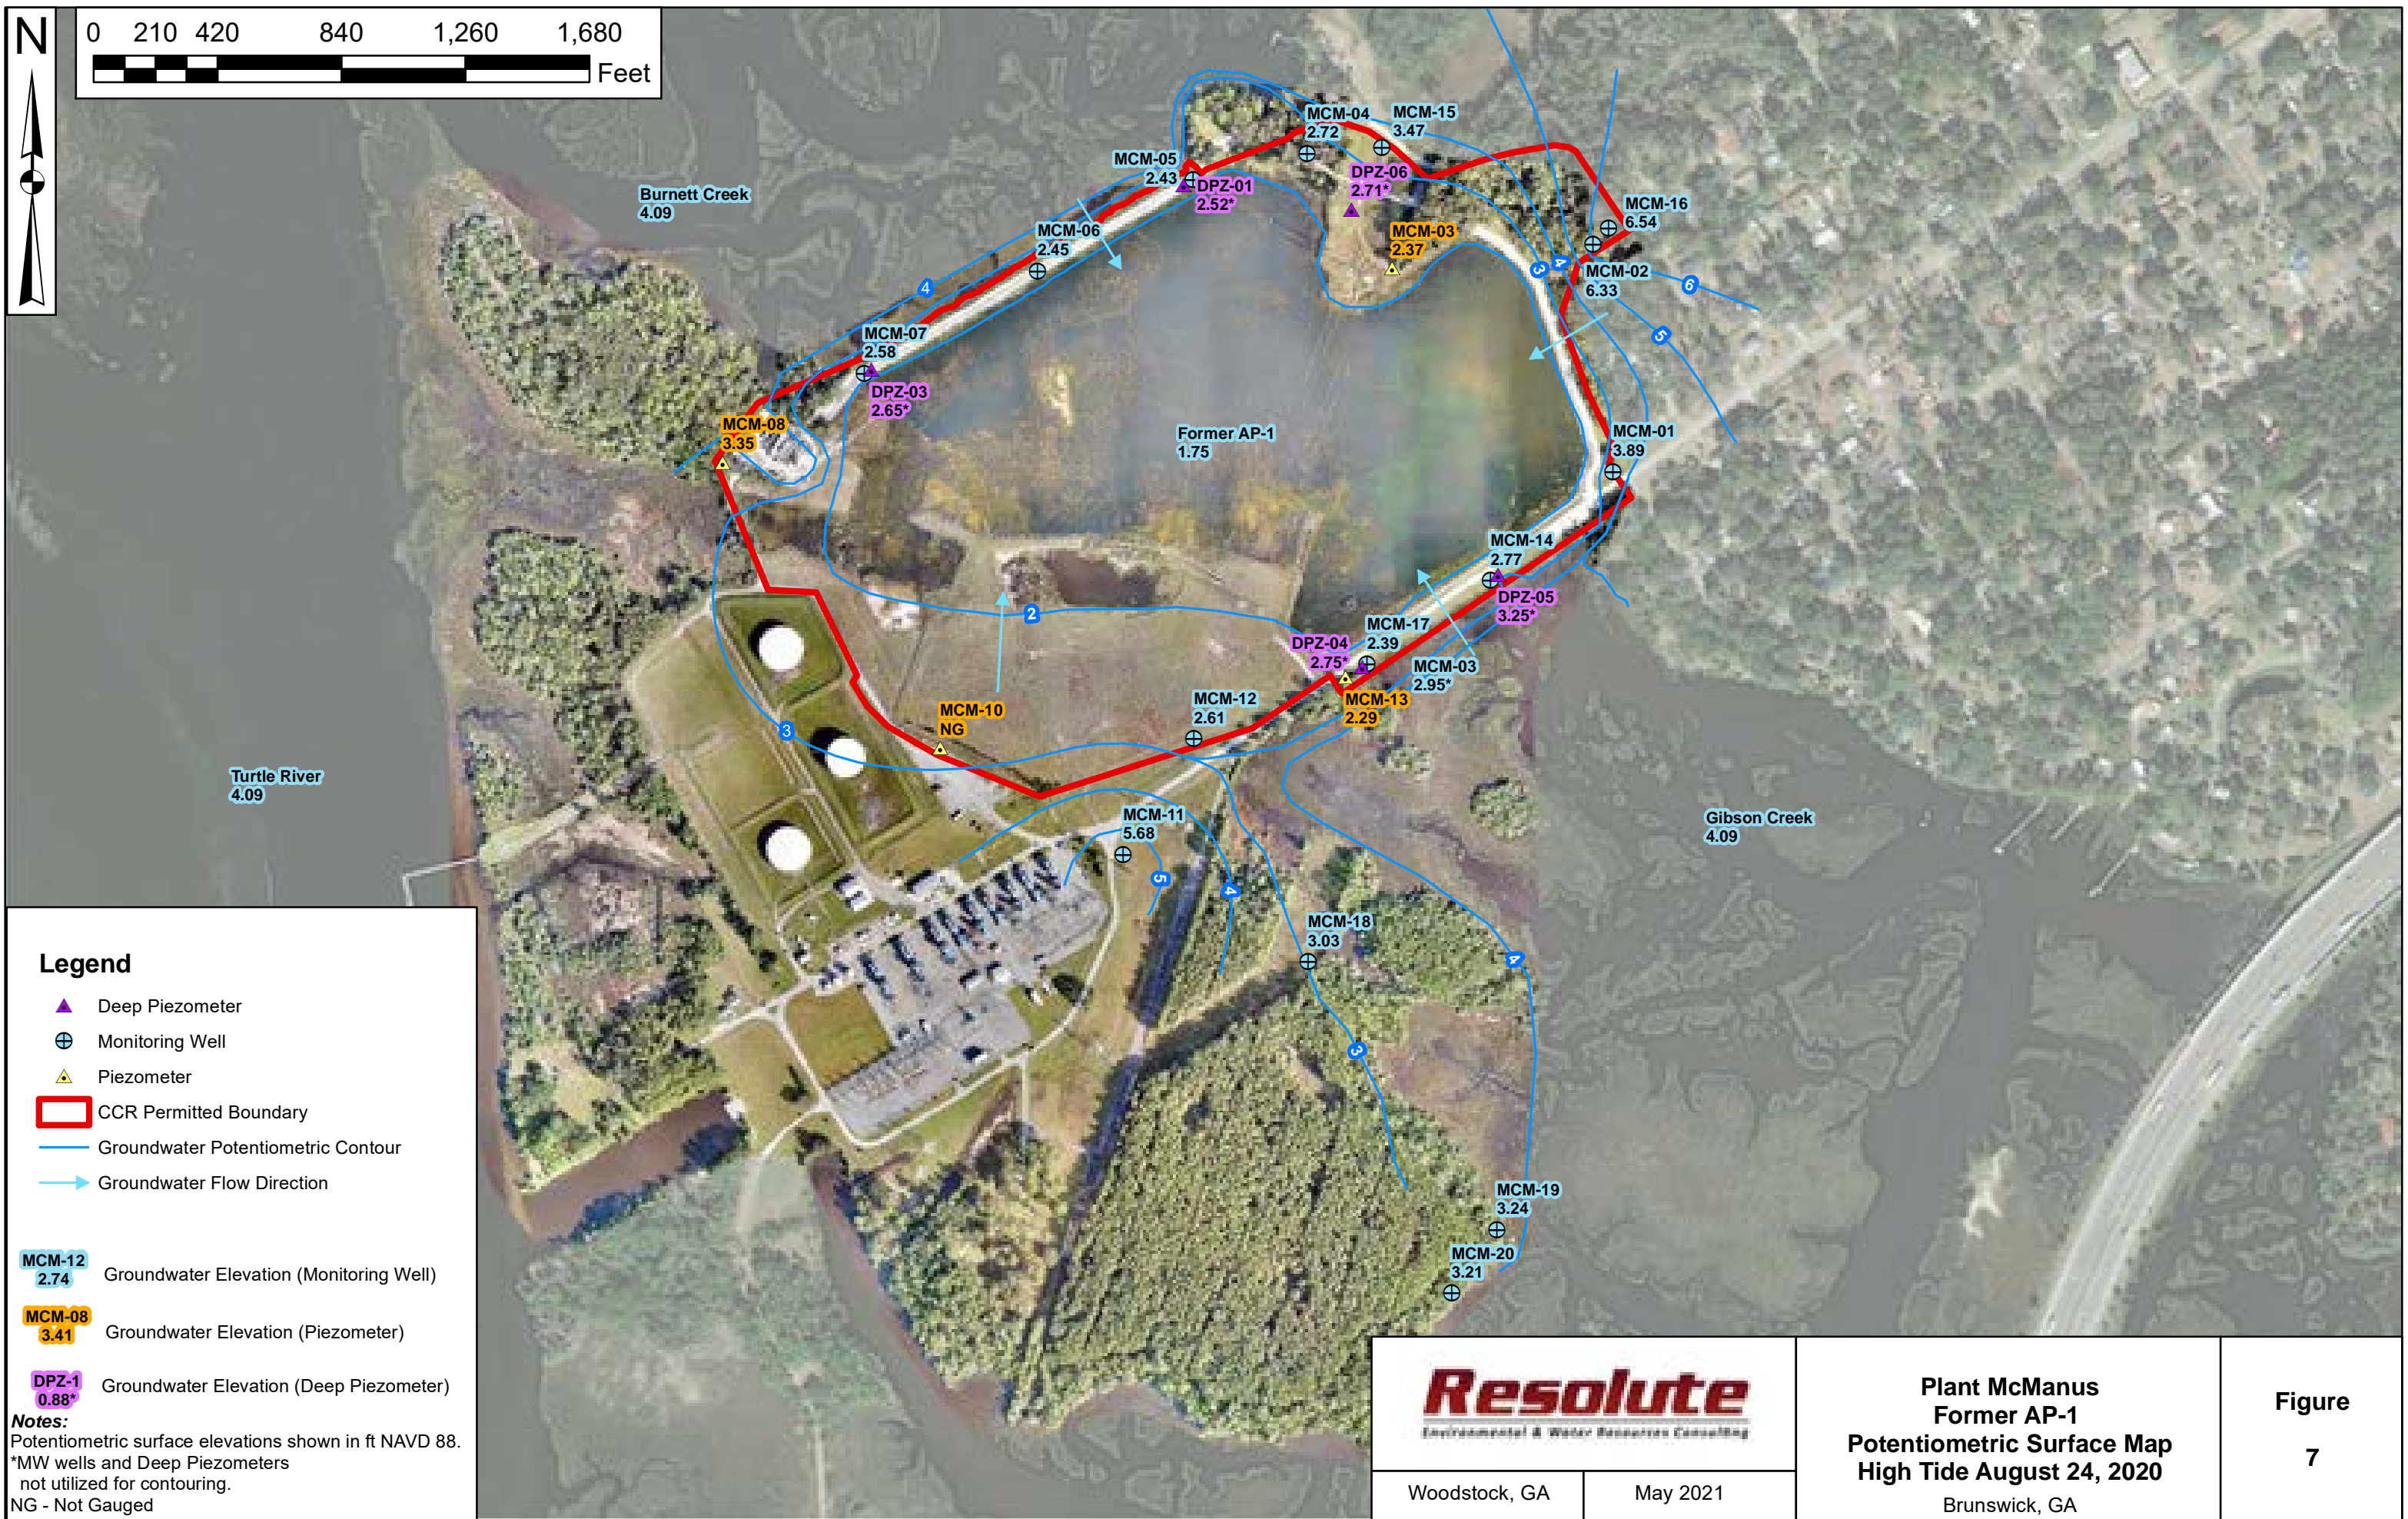 N
0 210 420 840 1,260 1,680
Feet
Burnett Creek
4.09
MCM-04
2.72
MCM-15
3.47
MCM-05
2.43
DPZ-01
2.52*
DPZ-06
2.71*
MCM-16
6.54
MCM-06
2.45
MCM-03
2.37
MCM-02
6.33
3
4
6
5
4
MCM-07
2.58
DPZ-03
2.65*
MCM-08
3.35
Former AP-1
1.75
MCM-01
3.89
MCM-14
2.77
DPZ-05
3.25*
2
MCM-17
2.39
DPZ-04
2.75*
MCM-03
2.95*
MCM-13
2.29
MCM-12
2.61
MCM-10
NG
3
Turtle River
4.09
MCM-11
5.68
5
4
Gibson Creek
4.09
MCM-18
3.03
4
3
MCM-19
3.24
MCM-20
3.21
Legend
Deep Piezometer
Monitoring Well
Piezometer
CCR Permitted Boundary
Groundwater Potentiometric Contour
Groundwater Flow Direction
MCM-12
2.74
Groundwater Elevation (Monitoring Well)
MCM-08
3.41
Groundwater Elevation (Piezometer)
DPZ-1
0.88*
Groundwater Elevation (Deep Piezometer)
Notes:
Potentiometric surface elevations shown in ft NAVD 88.
*MW wells and Deep Piezometers
not utilized for contouring.
NG - Not Gauged
Resolute
Environmental & Water Resources Consulting
Woodstock, GA
May 2021
Plant McManus
Former AP-1
Potentiometric Surface Map
High Tide August 24, 2020
Brunswick, GA
Figure
7